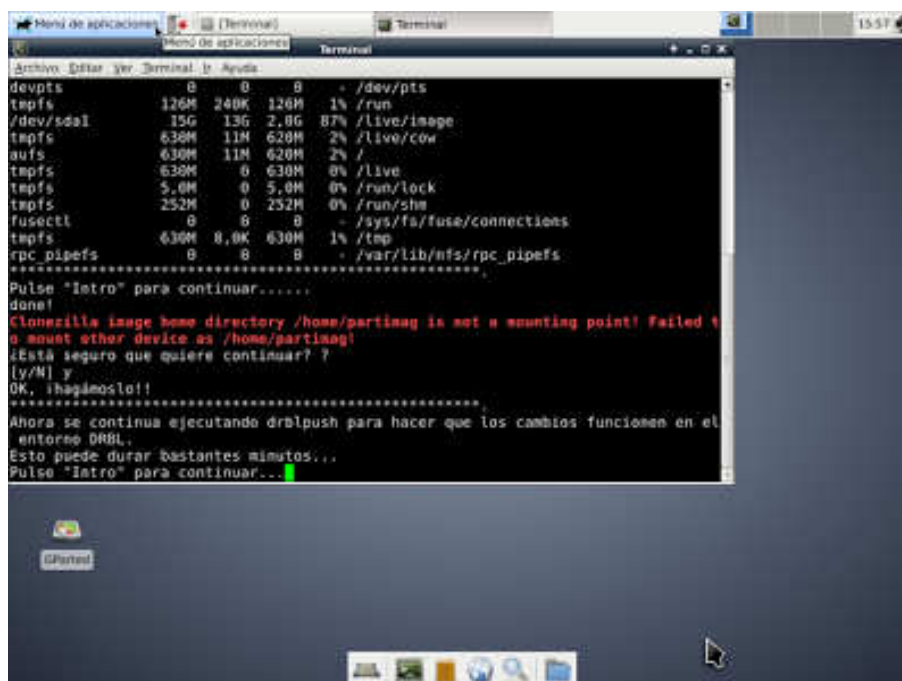 Menú de aplicaciones
[Terminal]
Terminal
15:57
Menú de aplicaciones
Terminal
Archivo Editar Ver Terminal Ir Ayuda
devpts 0 0 0 - /dev/pts
tmpfs 126M 240K 126M 1% /run
/dev/sda1 15G 13G 2,0G 87% /live/image
tmpfs 630M 11M 620M 2% /live/cow
aufs 630M 11M 620M 2% /
tmpfs 630M 0 630M 0% /live
tmpfs 5,0M 0 5,0M 0% /run/lock
tmpfs 252M 0 252M 0% /run/shm
fusectl 0 0 0 - /sys/fs/fuse/connections
tmpfs 630M 8,0K 630M 1% /tmp
rpc_pipefs 0 0 0 - /var/lib/nfs/rpc_pipefs
Pulse "Intro" para continuar......
done!
Clonezilla image home directory /home/partimag is not a mounting point! Failed t
o mount other device as /home/partimag!
¿Está seguro que quiere continuar? ?
[y/N] y
OK, ¡hagámoslo!!
Ahora se continua ejecutando drblpush para hacer que los cambios funcionen en el
entorno DRBL.
Esto puede durar bastantes minutos...
Pulse "Intro" para continuar...
GParted